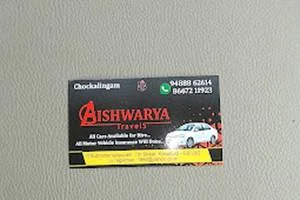 Chockalingam
94888 62614
86672 11923
AISHWARYA
Travels
All Cars Available for Hire...
All Motor Vehicle Insurance Will Done...